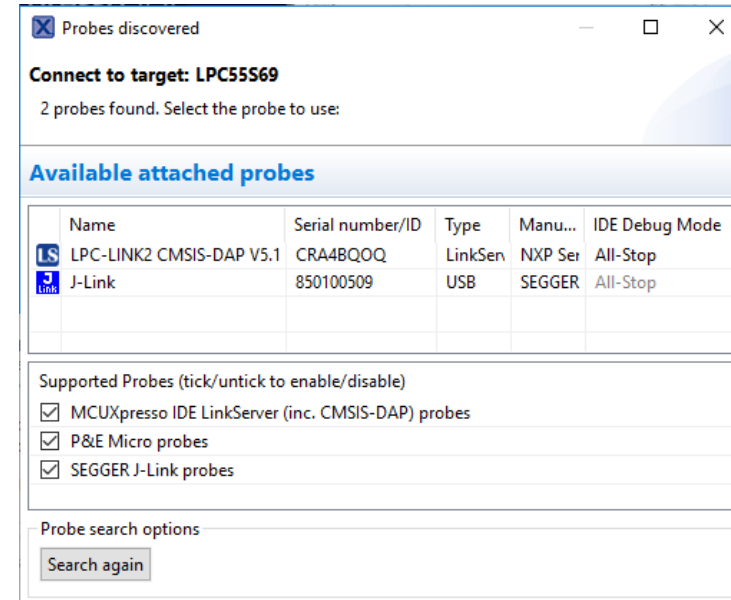 Probes discovered
Connect to target: LPC55S69
2 probes found. Select the probe to use:
Available attached probes
Name Serial number/ID Type Manu... IDE Debug Mode
LS LPC-LINK2 CMSIS-DAP V5.1 CRA4BQOQ LinkServ NXP Ser All-Stop
J Link J-Link 850100509 USB SEGGER All-Stop
Supported Probes (tick/untick to enable/disable)
MCUXpresso IDE LinkServer (inc. CMSIS-DAP) probes
P&E Micro probes
SEGGER J-Link probes
Probe search options
Search again